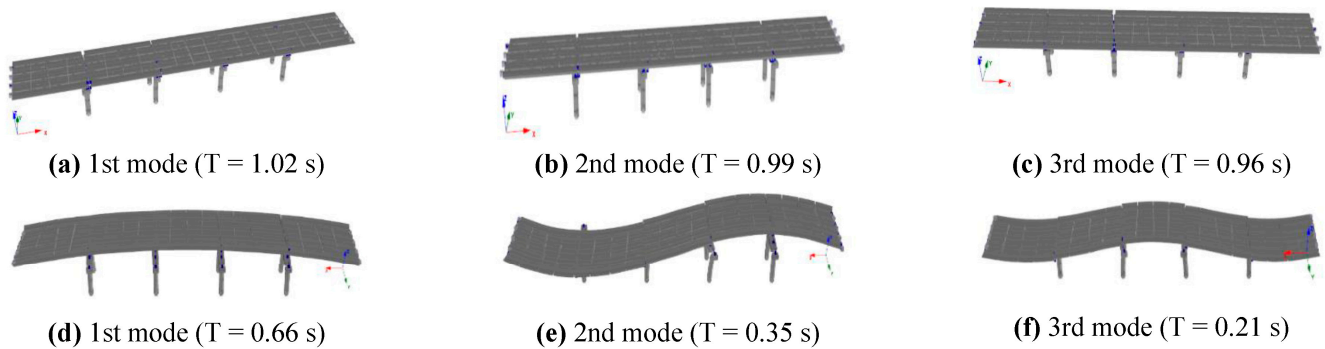 (a) 1st mode (T = 1.02 s)
(b) 2nd mode (T = 0.99 s)
(c) 3rd mode (T = 0.96 s)
(d) 1st mode (T = 0.66 s)
(e) 2nd mode (T = 0.35 s)
(f) 3rd mode (T = 0.21 s)